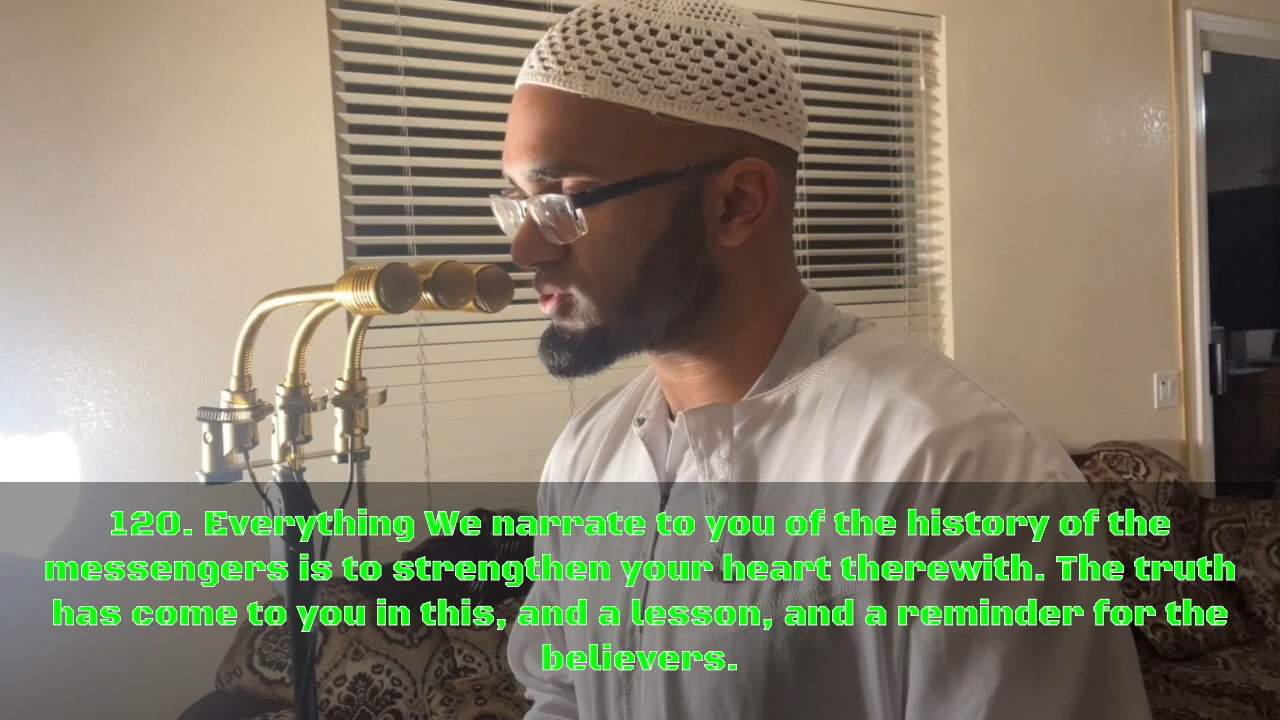 120. Everything We narrate to you of the history of the
messengers is to strengthen your heart therewith. The truth
has come to you in this, and a lesson, and a reminder for the
believers.